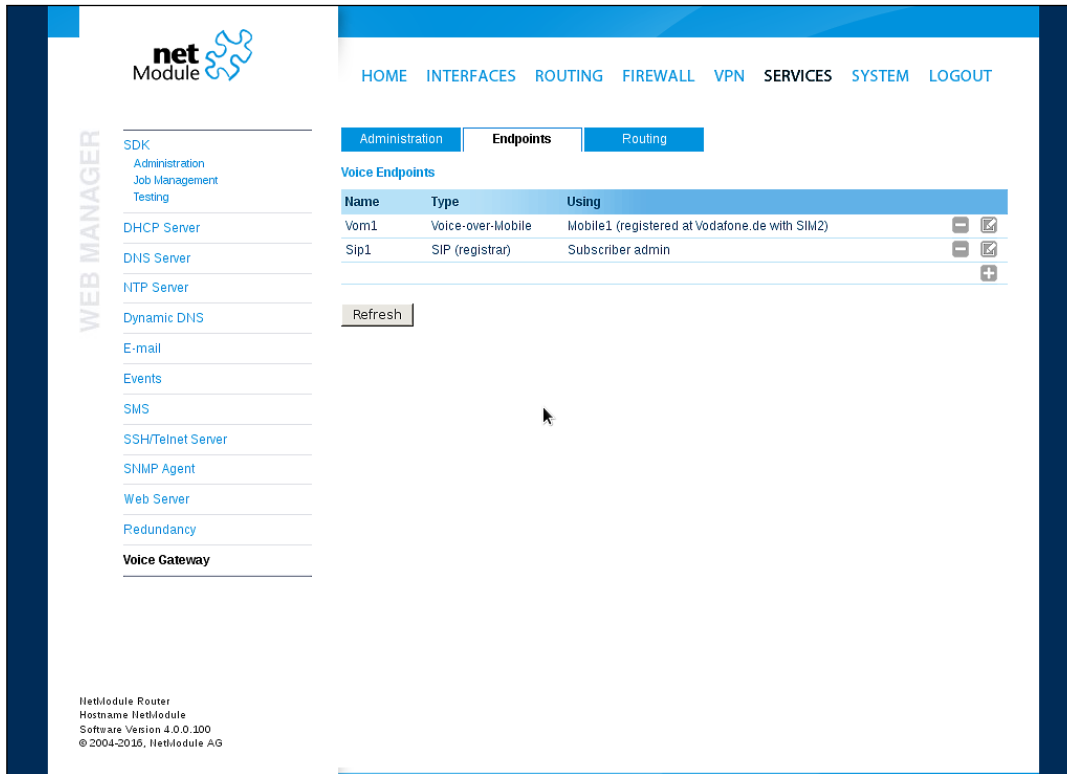 net
Module
HOME INTERFACES ROUTING FIREWALL VPN SERVICES SYSTEM LOGOUT
WEB MANAGER
SDK
Administration
Job Management
Testing
DHCP Server
DNS Server
NTP Server
Dynamic DNS
E-mail
Events
SMS
SSH/Telnet Server
SNMP Agent
Web Server
Redundancy
Voice Gateway
Administration Endpoints Routing
Voice Endpoints
Name Type Using
Vom1 Voice-over-Mobile Mobile1 (registered at Vodafone.de with SIM2)
Sip1 SIP (registrar) Subscriber admin
Refresh
NetModule Router
Hostname NetModule
Software Version 4.0.0.100
© 2004-2016, NetModule AG